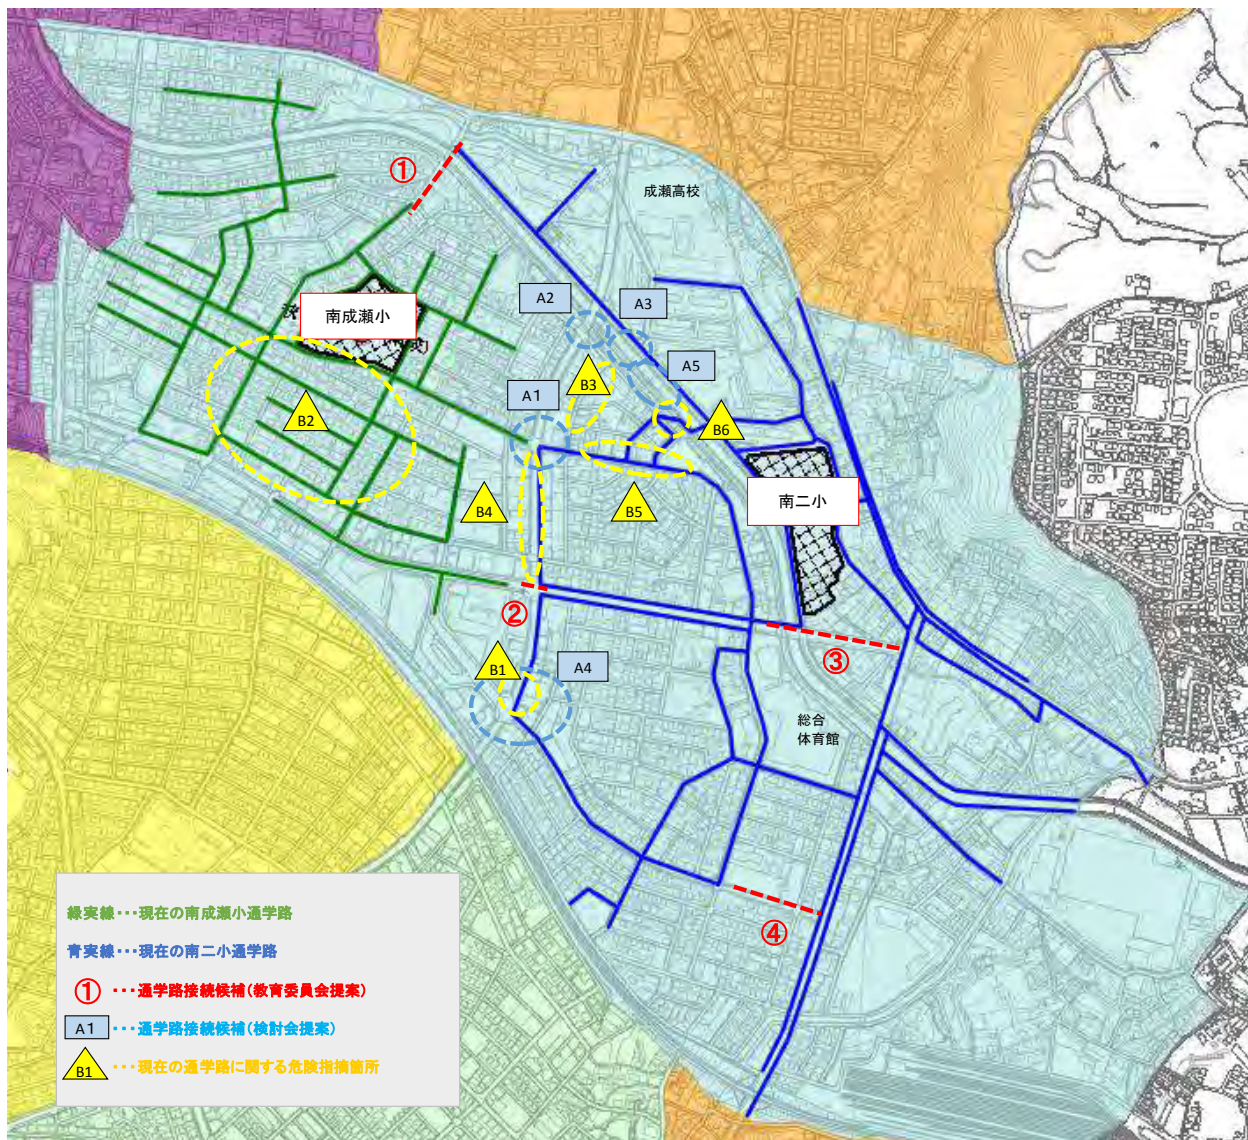 ①
成瀬高校
A2
A3
南成瀬小
A5
B3
A1
B2
B6
南二小
B4
B5
②
③
B1
A4
総合
体育館
④
緑実線・・・現在の南成瀬小通学路
青実線・・・現在の南二小通学路
① ・・・通学路接続候補(教育委員会提案)
A1 ・・・通学路接続候補(検討会提案)
B1 ・・・現在の通学路に関する危険指摘箇所